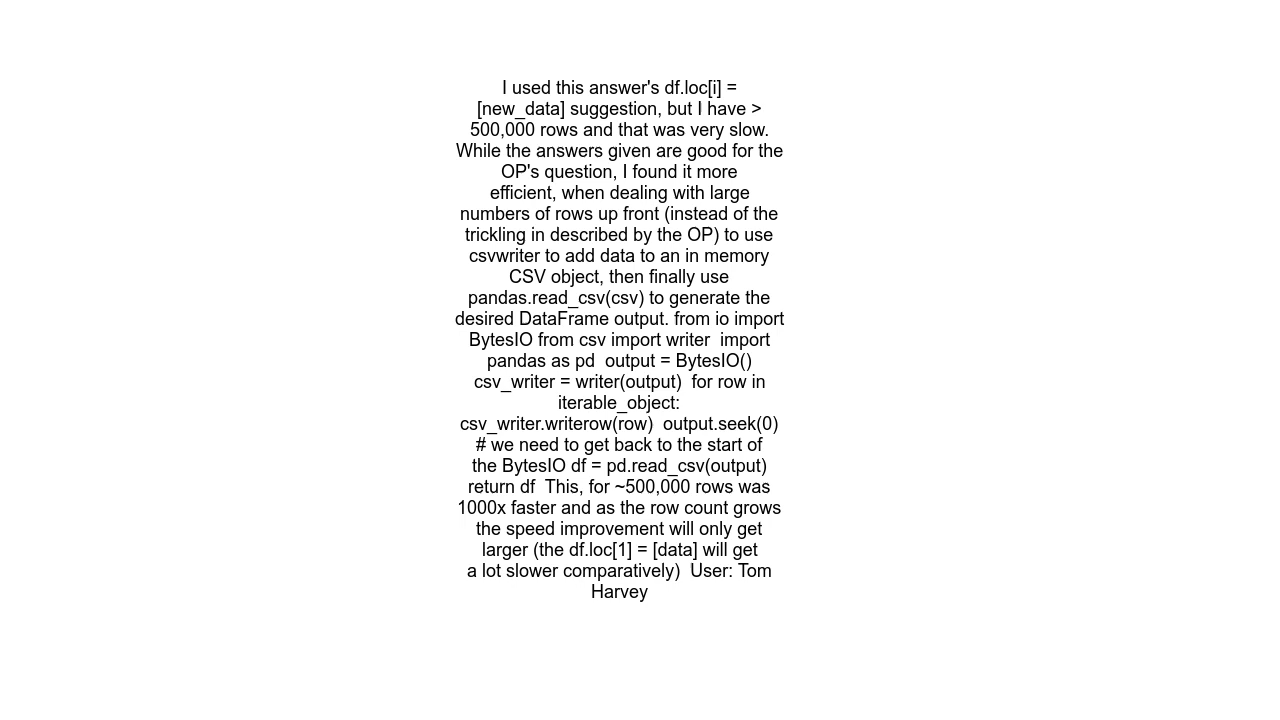 I used this answer's df.loc[i] =
[new_data] suggestion, but I have >
500,000 rows and that was very slow.
While the answers given are good for the
OP's question, I found it more
efficient, when dealing with large
numbers of rows up front (instead of the
trickling in described by the OP) to use
csvwriter to add data to an in memory
CSV object, then finally use
pandas.read_csv(csv) to generate the
desired DataFrame output. from io import
BytesIO from csv import writer  import
pandas as pd  output = BytesIO()
csv_writer = writer(output)  for row in
iterable_object:
csv_writer.writerow(row)  output.seek(0)
# we need to get back to the start of
the BytesIO df = pd.read_csv(output)
return df  This, for ~500,000 rows was
1000x faster and as the row count grows
the speed improvement will only get
larger (the df.loc[1] = [data] will get
a lot slower comparatively)  User: Tom
Harvey